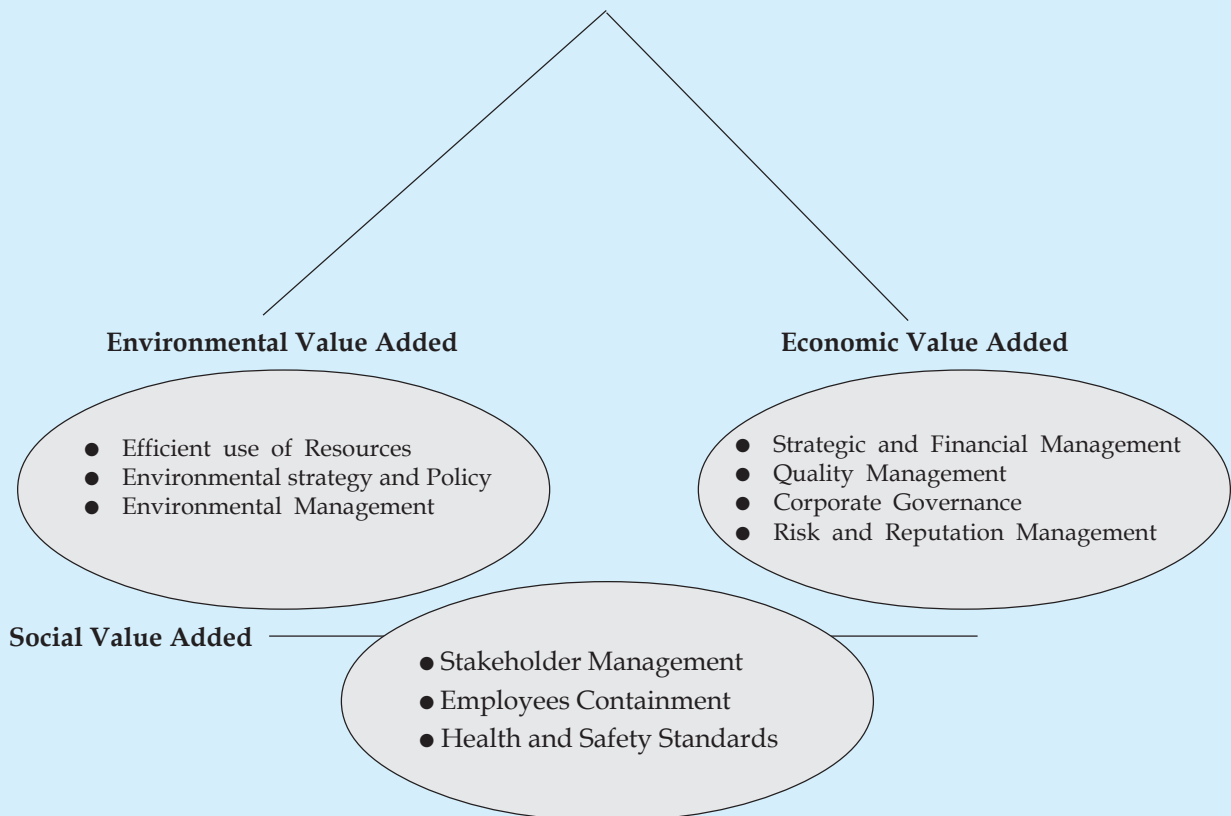 Environmental Value Added
● Efficient use of Resources
● Environmental strategy and Policy
● Environmental Management
Economic Value Added
● Strategic and Financial Management
● Quality Management
● Corporate Governance
● Risk and Reputation Management
Social Value Added
● Stakeholder Management
● Employees Containment
● Health and Safety Standards